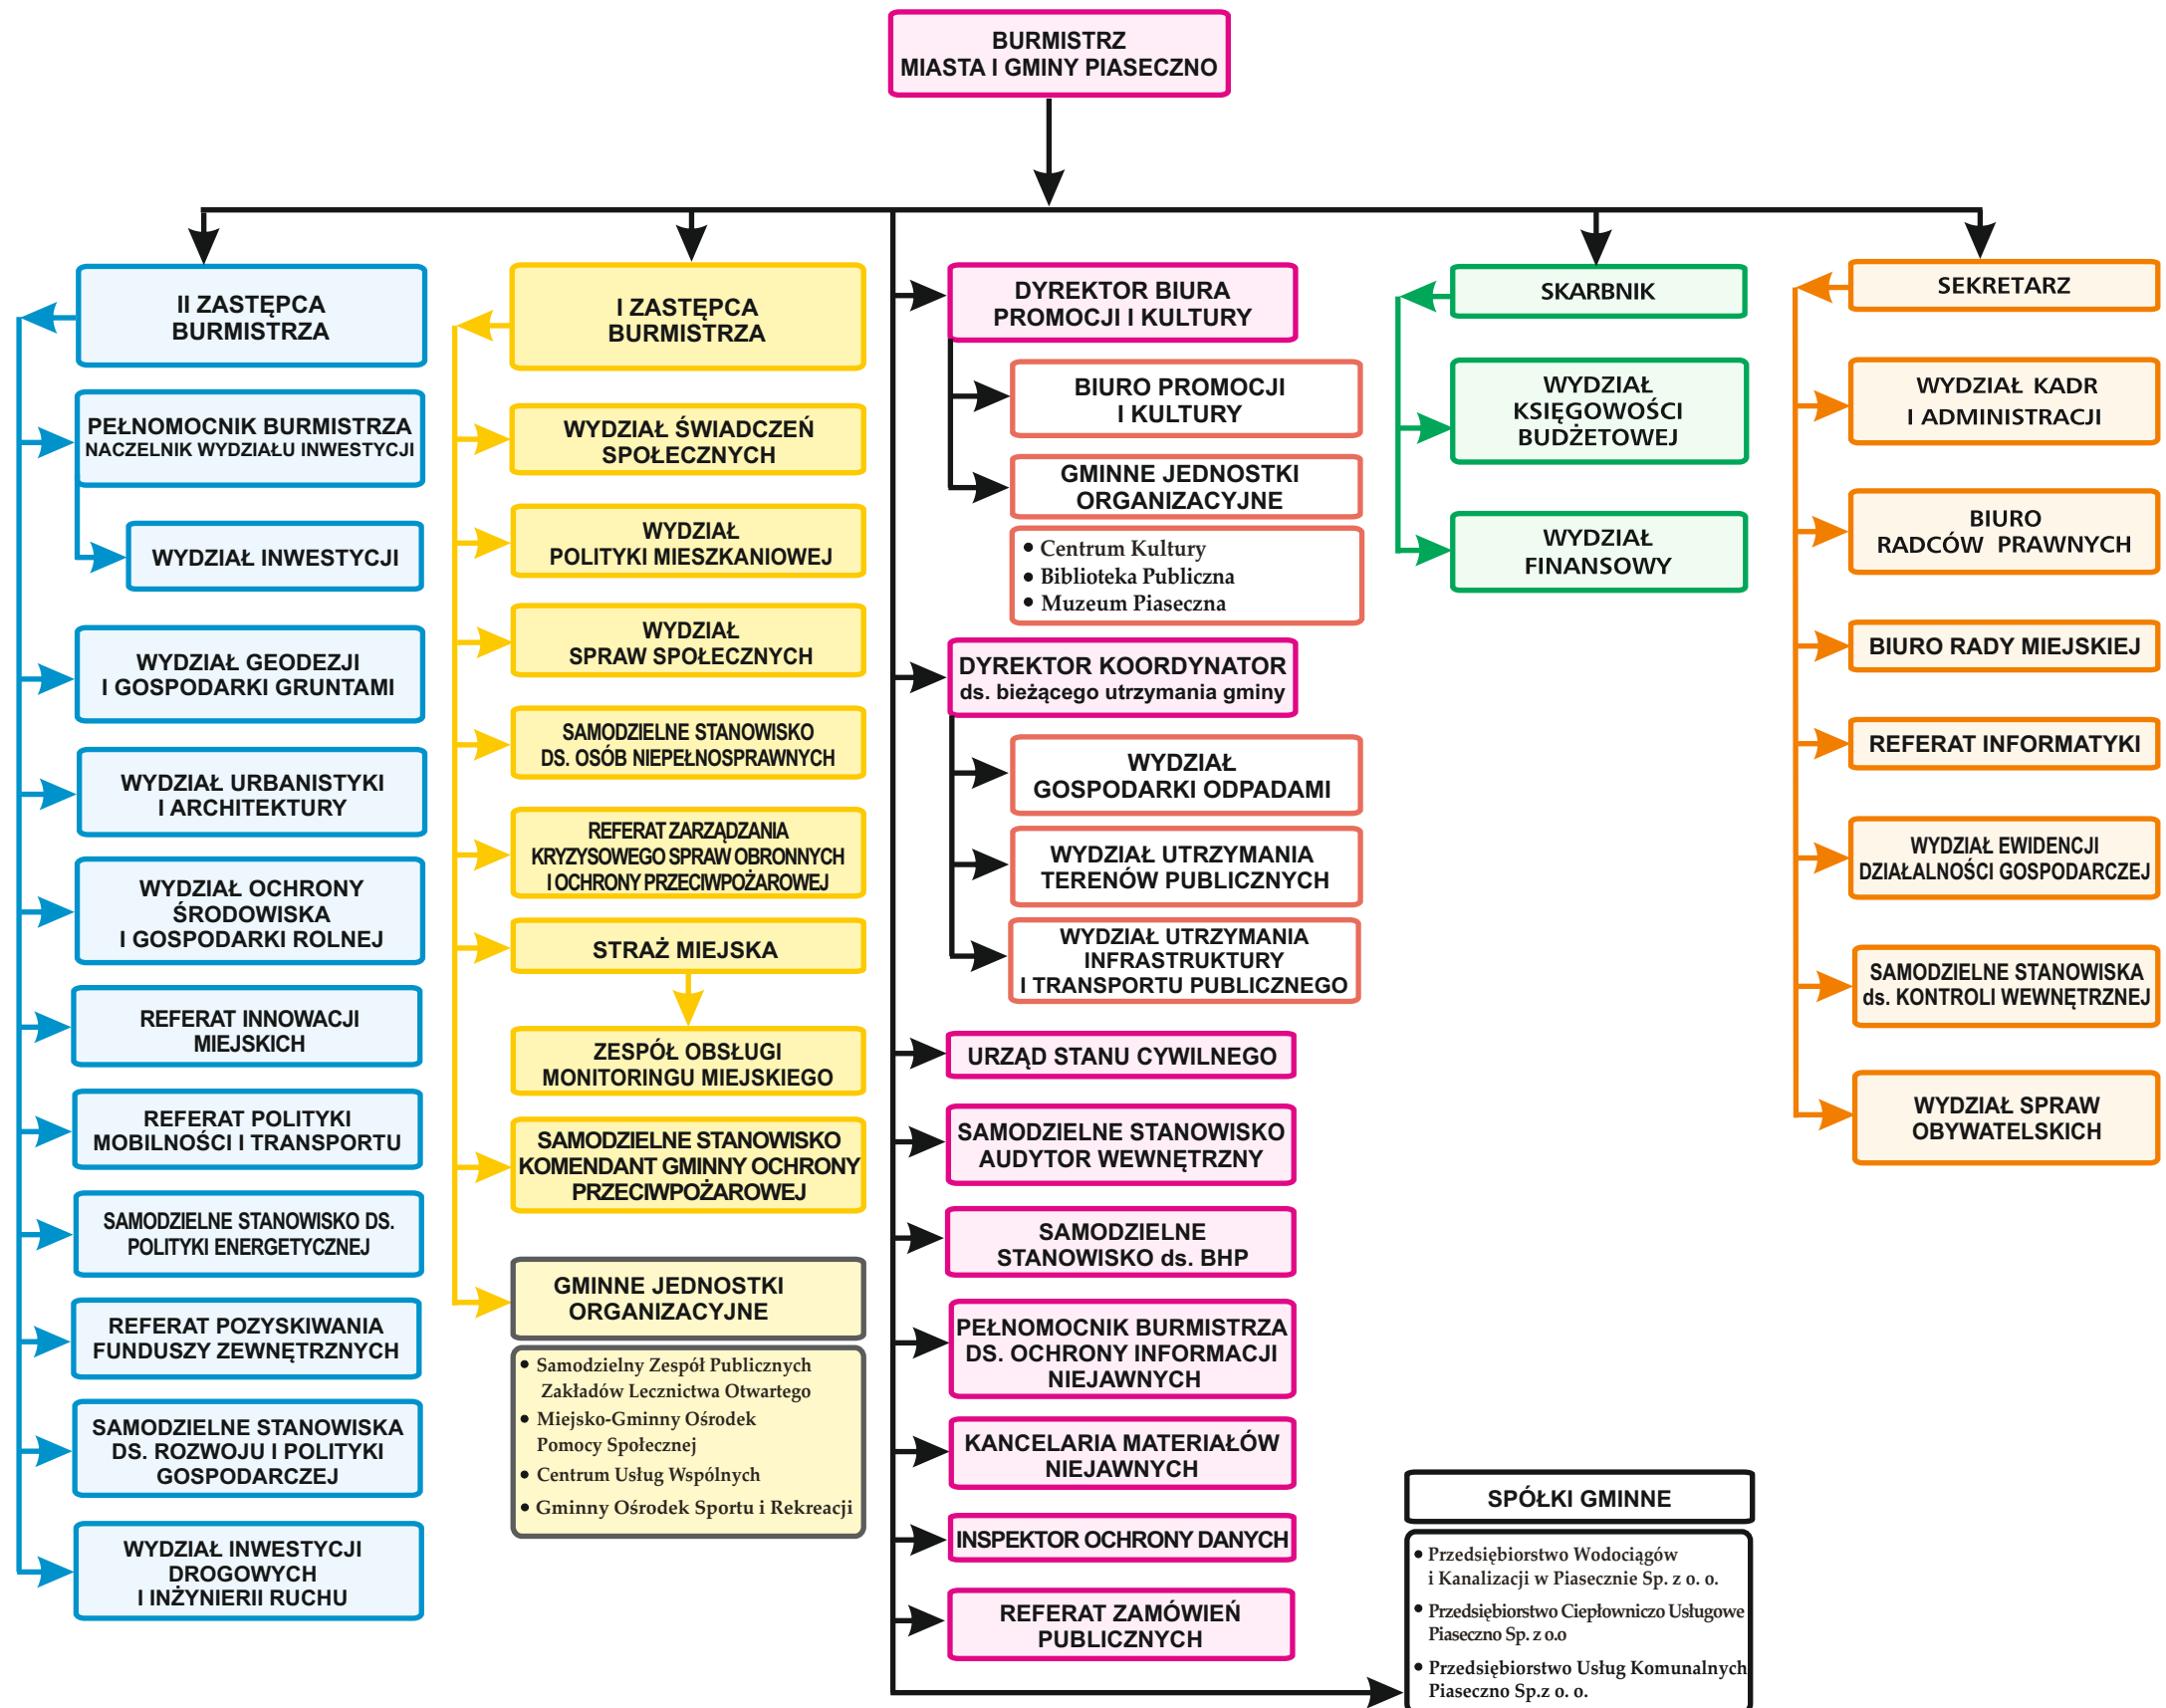 BURMISTRZ
MIASTA I GMINY PIASECZNO
II ZASTĘPCA
BURMISTRZA
PEŁNOMOCNIK BURMISTRZA
NACZELNIK WYDZIAŁU INWESTYCJI
WYDZIAŁ INWESTYCJI
WYDZIAŁ GEODEZJI
I GOSPODARKI GRUNTAMI
WYDZIAŁ URBANISTYKI
I ARCHITEKTURY
WYDZIAŁ OCHRONY
ŚRODOWISKA
I GOSPODARKI ROLNEJ
REFERAT INNOWACJI
MIEJSKICH
REFERAT POLITYKI
MOBILNOŚCI I TRANSPORTU
SAMODZIELNE STANOWISKO DS.
POLITYKI ENERGETYCZNEJ
REFERAT POZYSKIWANIA
FUNDUSZY ZEWNĘTRZNYCH
SAMODZIELNE STANOWISKA
DS. ROZWOJU I POLITYKI
GOSPODARCZEJ
WYDZIAŁ INWESTYCJI
DROGOWYCH
I INŻYNIERII RUCHU
I ZASTĘPCA
BURMISTRZA
WYDZIAŁ ŚWIADCZEŃ
SPOŁECZNYCH
WYDZIAŁ
POLITYKI MIESZKANIOWEJ
WYDZIAŁ
SPRAW SPOŁECZNYCH
SAMODZIELNE STANOWISKO
DS. OSÓB NIEPEŁNOSPRAWNYCH
REFERAT ZARZĄDZANIA
KRYZYSOWEGO SPRAW OBRONNYCH
I OCHRONY PRZECIWPOŻAROWEJ
STRAŻ MIEJSKA
ZESPÓŁ OBSŁUGI
MONITORINGU MIEJSKIEGO
SAMODZIELNE STANOWISKO
KOMENDANT GMINNY OCHRONY
PRZECIWPOŻAROWEJ
GMINNE JEDNOSTKI
ORGANIZACYJNE
• Samodzielny Zespół Publicznych
Zakładów Lecznictwa Otwartego
• Miejsko-Gminny Ośrodek
Pomocy Społecznej
• Centrum Usług Wspólnych
• Gminny Ośrodek Sportu i Rekreacji
DYREKTOR BIURA
PROMOCJI I KULTURY
BIURO PROMOCJI
I KULTURY
GMINNE JEDNOSTKI
ORGANIZACYJNE
• Centrum Kultury
• Biblioteka Publiczna
• Muzeum Piaseczna
DYREKTOR KOORDYNATOR
ds. bieżącego utrzymania gminy
WYDZIAŁ
GOSPODARKI ODPADAMI
WYDZIAŁ UTRZYMANIA
TERENÓW PUBLICZNYCH
WYDZIAŁ UTRZYMANIA
INFRASTRUKTURY
I TRANSPORTU PUBLICZNEGO
URZĄD STANU CYWILNEGO
SAMODZIELNE STANOWISKO
AUDYTOR WEWNĘTRZNY
SAMODZIELNE
STANOWISKO ds. BHP
PEŁNOMOCNIK BURMISTRZA
DS. OCHRONY INFORMACJI
NIEJAWNYCH
KANCELARIA MATERIAŁÓW
NIEJAWNYCH
INSPEKTOR OCHRONY DANYCH
REFERAT ZAMÓWIEŃ
PUBLICZNYCH
SKARBNIK
WYDZIAŁ
KSIĘGOWOŚCI
BUDŻETOWEJ
WYDZIAŁ
FINANSOWY
SPÓŁKI GMINNE
• Przedsiębiorstwo Wodociągów
i Kanalizacji w Piasecznie Sp. z o. o.
• Przedsiębiorstwo Ciepłowniczo Usługowe
Piaseczno Sp. z o.o
• Przedsiębiorstwo Usług Komunalnych
Piaseczno Sp.z o. o.
SEKRETARZ
WYDZIAŁ KADR
I ADMINISTRACJI
BIURO
RADCÓW PRAWNYCH
BIURO RADY MIEJSKIEJ
REFERAT INFORMATYKI
WYDZIAŁ EWIDENCJI
DZIAŁALNOŚCI GOSPODARCZEJ
SAMODZIELNE STANOWISKA
ds. KONTROLI WEWNĘTRZNEJ
WYDZIAŁ SPRAW
OBYWATELSKICH